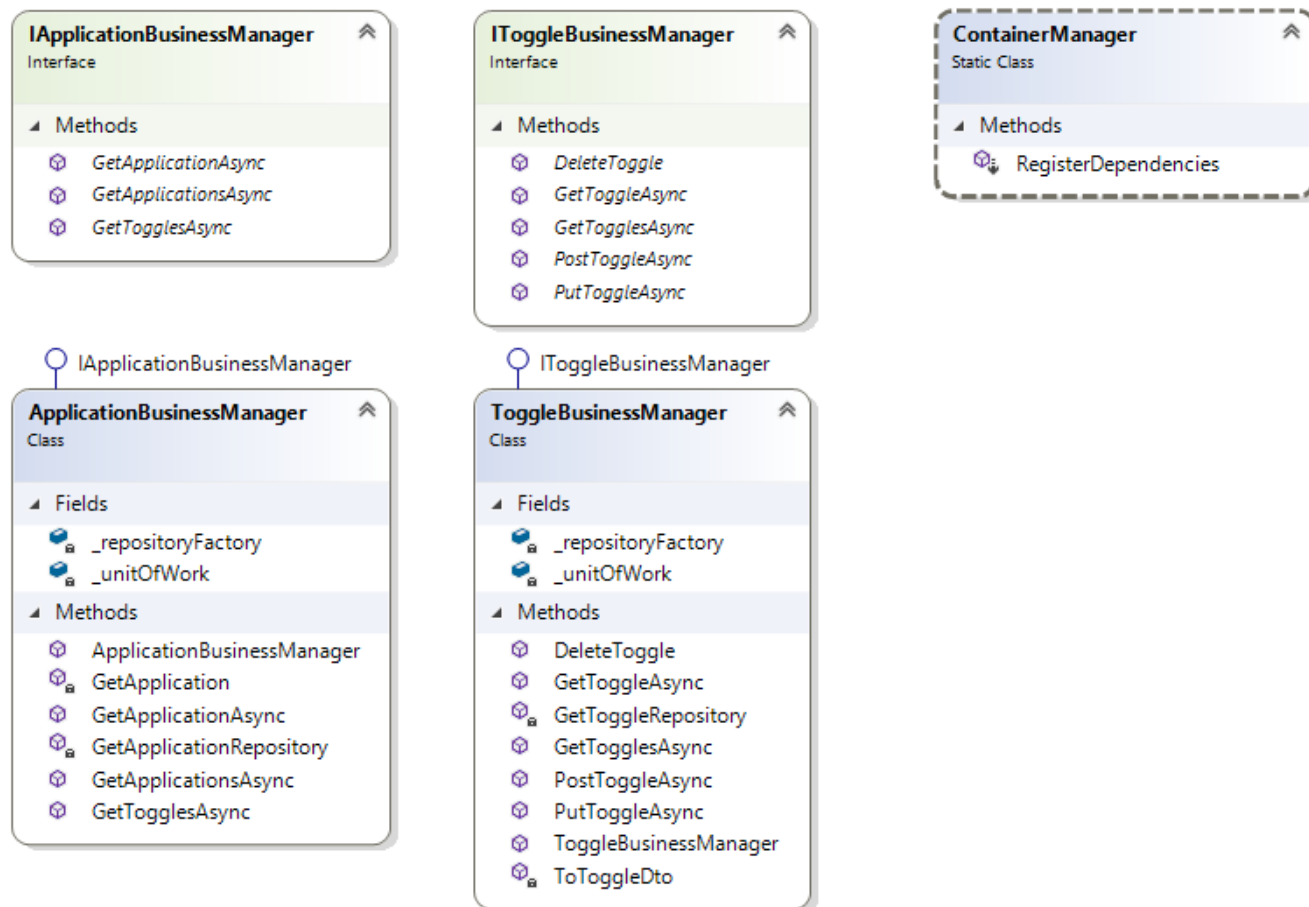 IApplicationBusinessManager
Interface
Methods
GetApplicationAsync
GetApplicationsAsync
GetTogglesAsync
IToggleBusinessManager
Interface
Methods
DeleteToggle
GetToggleAsync
GetTogglesAsync
PostToggleAsync
PutToggleAsync
ContainerManager
Static Class
Methods
RegisterDependencies
IApplicationBusinessManager
ApplicationBusinessManager
Class
Fields
_repositoryFactory
_unitOfWork
Methods
ApplicationBusinessManager
GetApplication
GetApplicationAsync
GetApplicationRepository
GetApplicationsAsync
GetTogglesAsync
IToggleBusinessManager
ToggleBusinessManager
Class
Fields
_repositoryFactory
_unitOfWork
Methods
DeleteToggle
GetToggleAsync
GetToggleRepository
GetTogglesAsync
PostToggleAsync
PutToggleAsync
ToggleBusinessManager
ToToggleDto